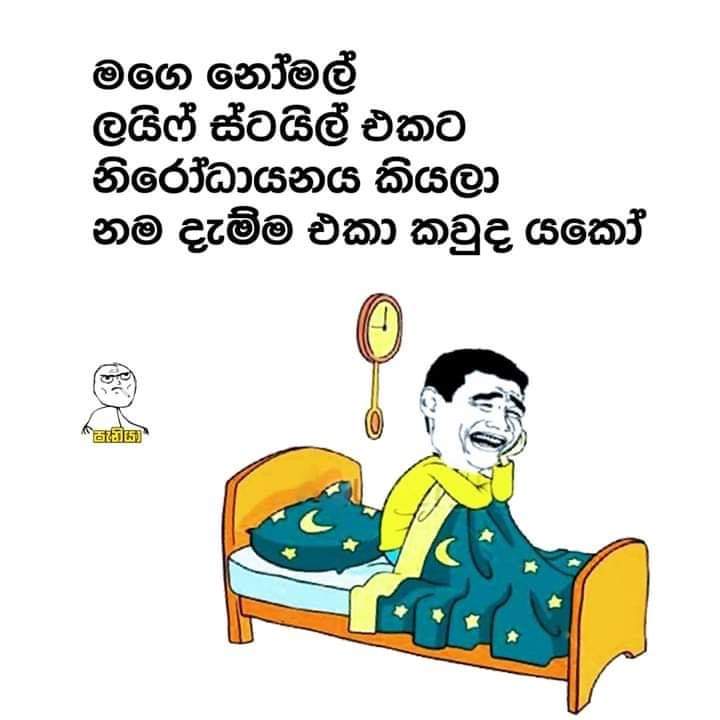 මගෙ නෝමල්
ලයිෆ් ස්ටයිල් එකට
නිරෝධායනය කියලා
නම දැම්ම එකා කවුද යකෝ
පැනියා